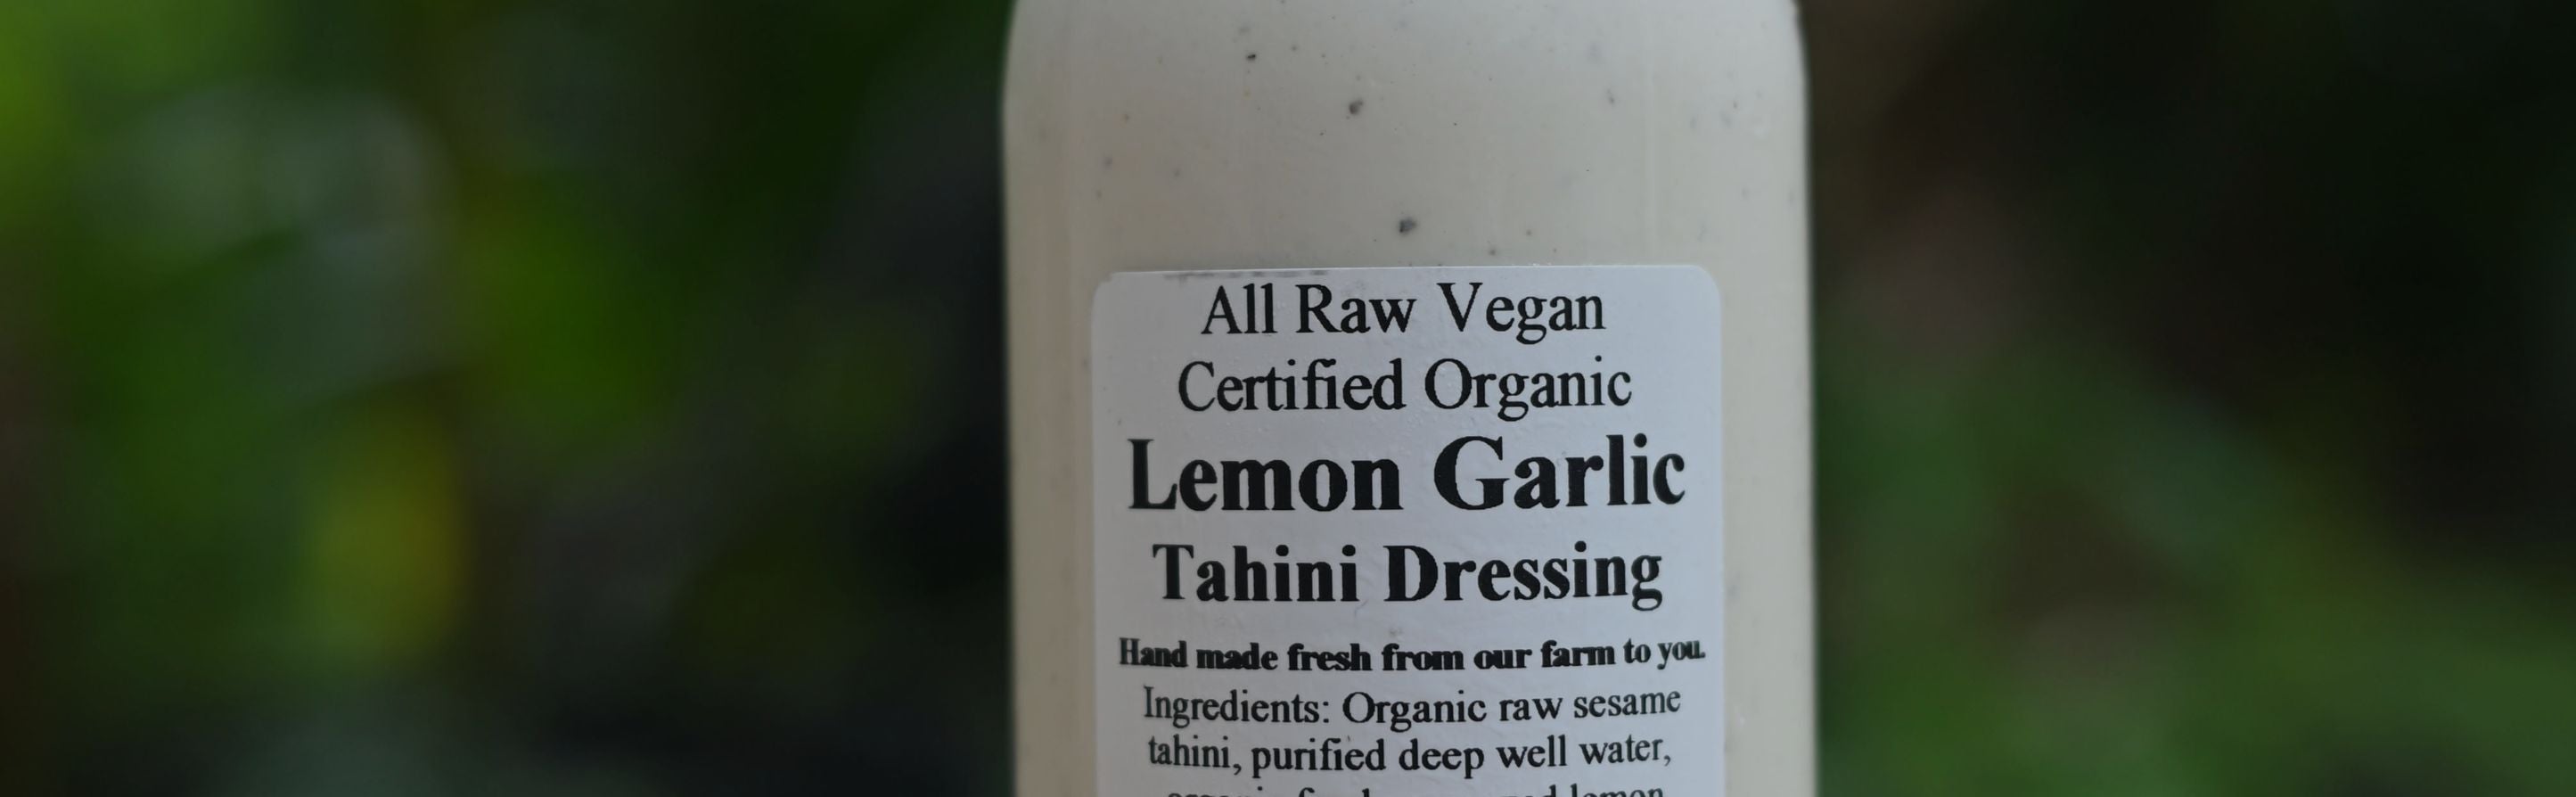 All Raw Vegan
Certified Organic
Lemon Garlic
Tahini Dressing
Hand made fresh from our farm to you.
Ingredients: Organic raw sesame
tahini, purified deep well water,
lemon